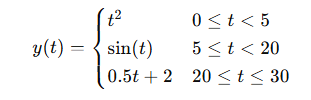 t² 0 ≤ t < 5
y(t) = { sin(t) 5 ≤ t < 20
0.5t + 2 20 ≤ t ≤ 30